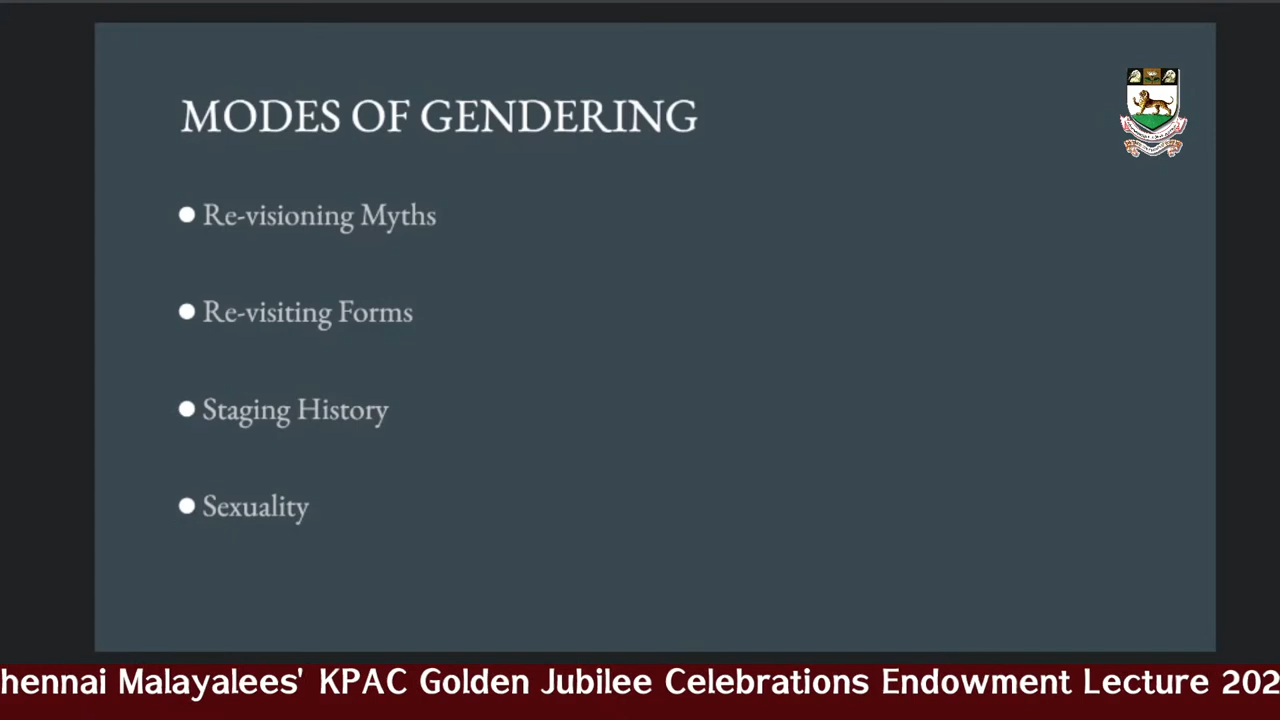 MODES OF GENDERING
Re-visioning Myths
Re-visiting Forms
Staging History
Sexuality
hennai Malayalees' KPAC Golden Jubilee Celebrations Endowment Lecture 202